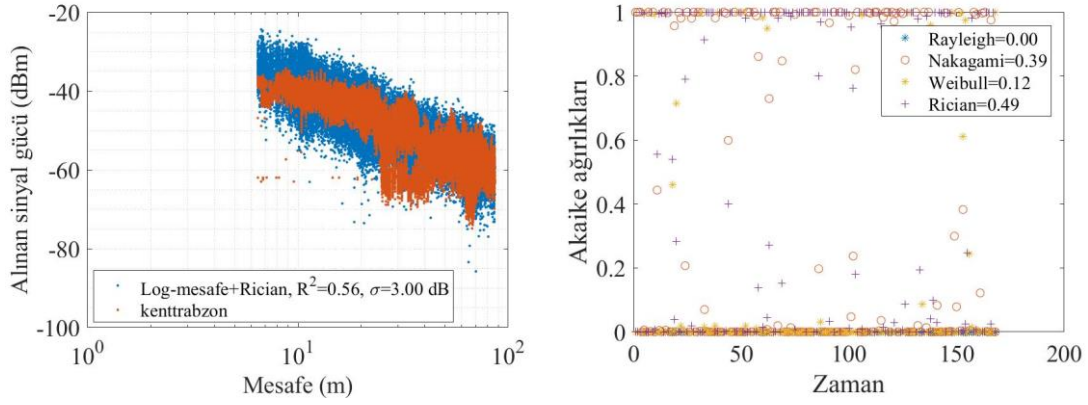 -20
-40
-60
-80
-100
Alınan sinyal gücü (dBm)
Log-mesafe+Rician, R²=0.56, σ=3.00 dB
kenttrabzon
10⁰
10¹
10²
Mesafe (m)
1
0.8
0.6
0.4
0.2
0
Akaike ağırlıkları
Rayleigh=0.00
Nakagami=0.39
Weibull=0.12
Rician=0.49
0
50
100
150
200
Zaman